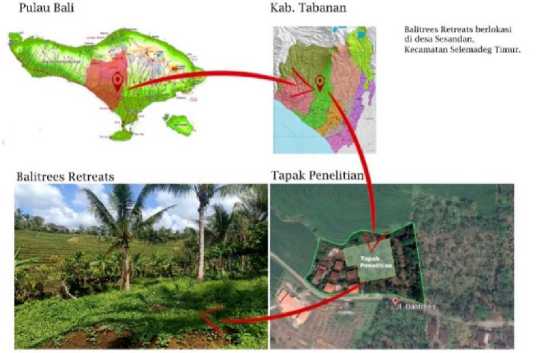 Pulau Bali
Kab. Tabanan
Balitrees Retreats berlokasi
di desa Sesandan,
Kecamatan Selemadeg Timur.
Balitrees Retreats
Tapak Penelitian
Tapak
Penelitian